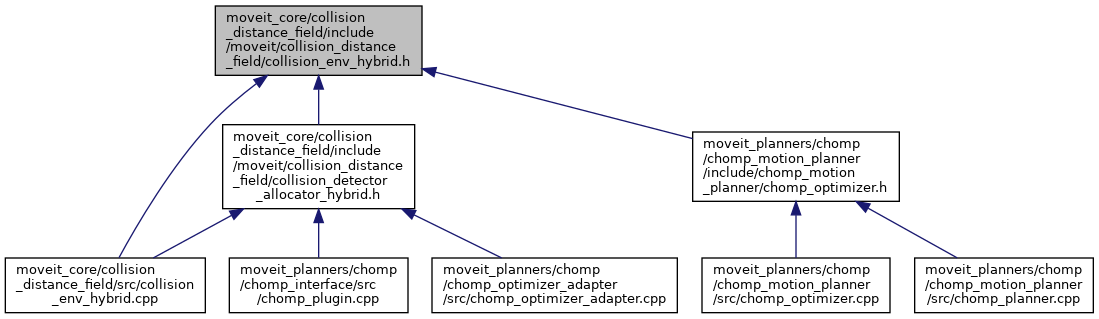 moveit_core/collision
_distance_field/include
/moveit/collision_distance
_field/collision_env_hybrid.h
moveit_core/collision
_distance_field/include
/moveit/collision_distance
_field/collision_detector
_allocator_hybrid.h
moveit_planners/chomp
/chomp_motion_planner
/include/chomp_motion
_planner/chomp_optimizer.h
moveit_core/collision
_distance_field/src/collision
_env_hybrid.cpp
moveit_planners/chomp
/chomp_interface/src
/chomp_plugin.cpp
moveit_planners/chomp
/chomp_optimizer_adapter
/src/chomp_optimizer_adapter.cpp
moveit_planners/chomp
/chomp_motion_planner
/src/chomp_optimizer.cpp
moveit_planners/chomp
/chomp_motion_planner
/src/chomp_planner.cpp